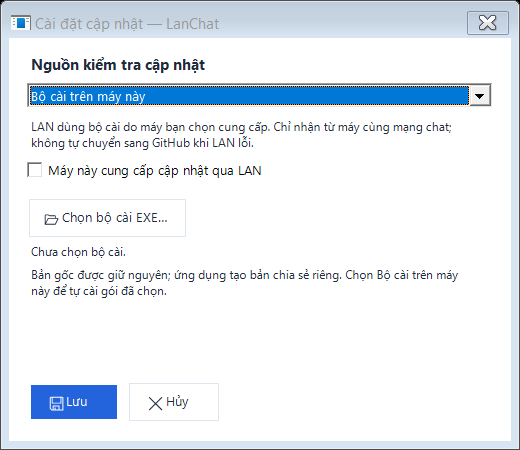 Cài đặt cập nhật — LanChat
Nguồn kiểm tra cập nhật
Bộ cài trên máy này
LAN dùng bộ cài do máy bạn chọn cung cấp. Chỉ nhận từ máy cùng mạng chat;
không tự chuyển sang GitHub khi LAN lỗi.
Máy này cung cấp cập nhật qua LAN
Chọn bộ cài EXE...
Chưa chọn bộ cài.
Bản gốc được giữ nguyên; ứng dụng tạo bản chia sẻ riêng. Chọn Bộ cài trên máy
này để tự cài gói đã chọn.
Lưu
Hủy